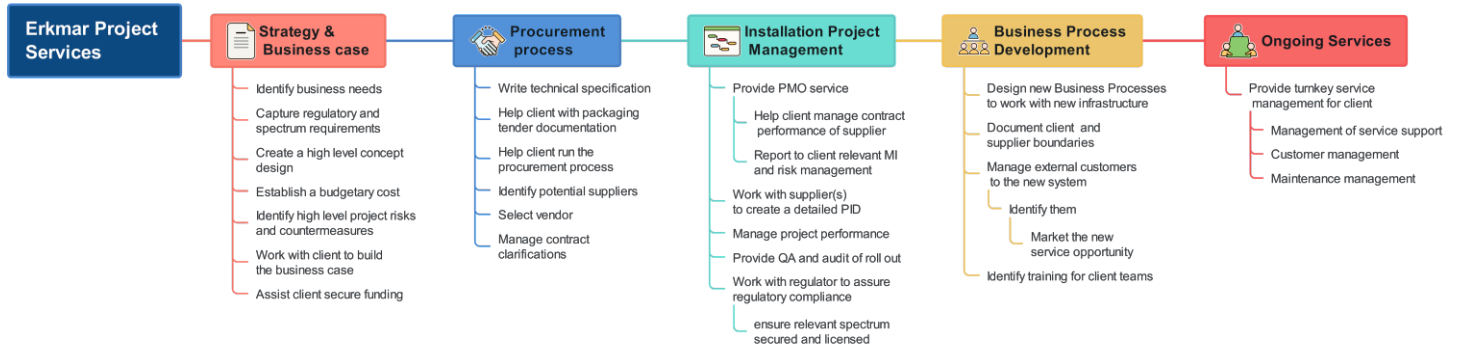 Erkmar Project
Services
Strategy &
Business case
Identify business needs
Capture regulatory and
spectrum requirements
Create a high level concept
design
Establish a budgetary cost
Identify high level project risks
and countermeasures
Work with client to build
the business case
Assist client secure funding
Procurement
process
Write technical specification
Help client with packaging
tender documentation
Help client run the
procurement process
Identify potential suppliers
Select vendor
Manage contract
clarifications
Installation Project
Management
Provide PMO service
Help client manage contract
performance of supplier
Report to client relevant MI
and risk management
Work with supplier(s)
to create a detailed PID
Manage project performance
Provide QA and audit of roll out
Work with regulator to assure
regulatory compliance
ensure relevant spectrum
secured and licensed
Business Process
Development
Design new Business Processes
to work with new infrastructure
Document client and
supplier boundaries
Manage external customers
to the new system
Identify them
Market the new
service opportunity
Identify training for client teams
Ongoing Services
Provide turnkey service
management for client
Management of service support
Customer management
Maintenance management